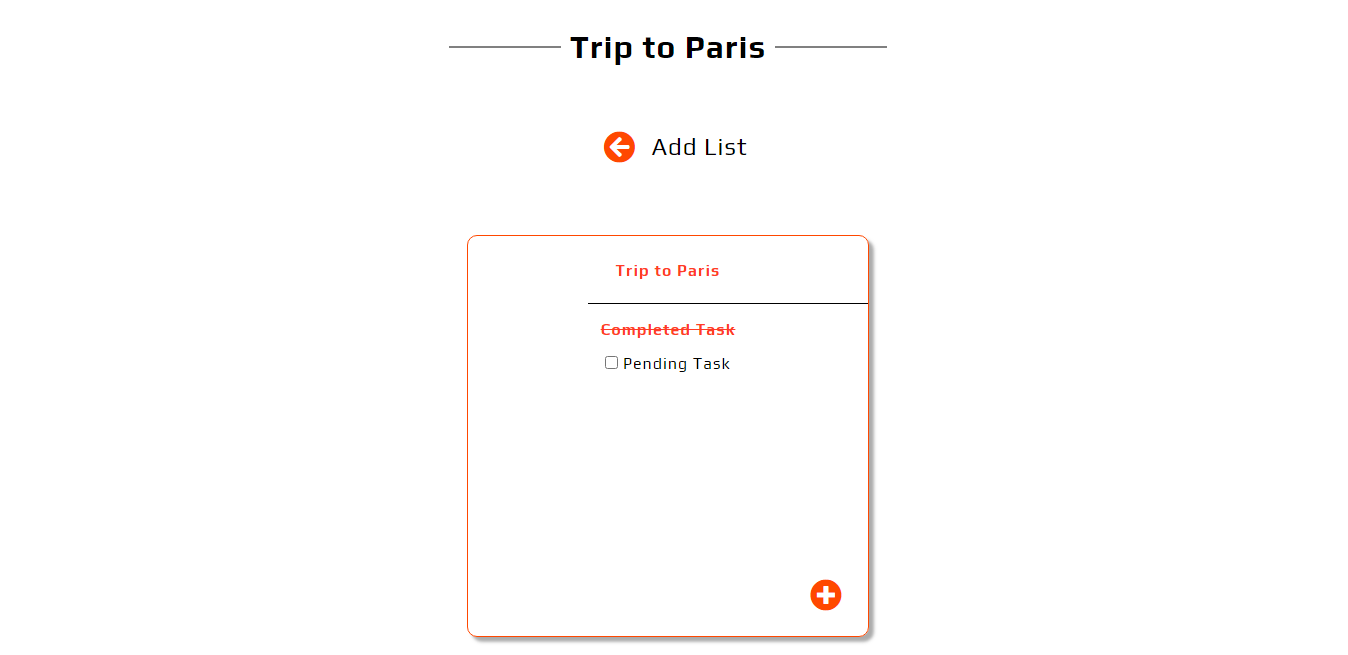 Trip to Paris
Add List
Trip to Paris
Completed Task
Pending Task